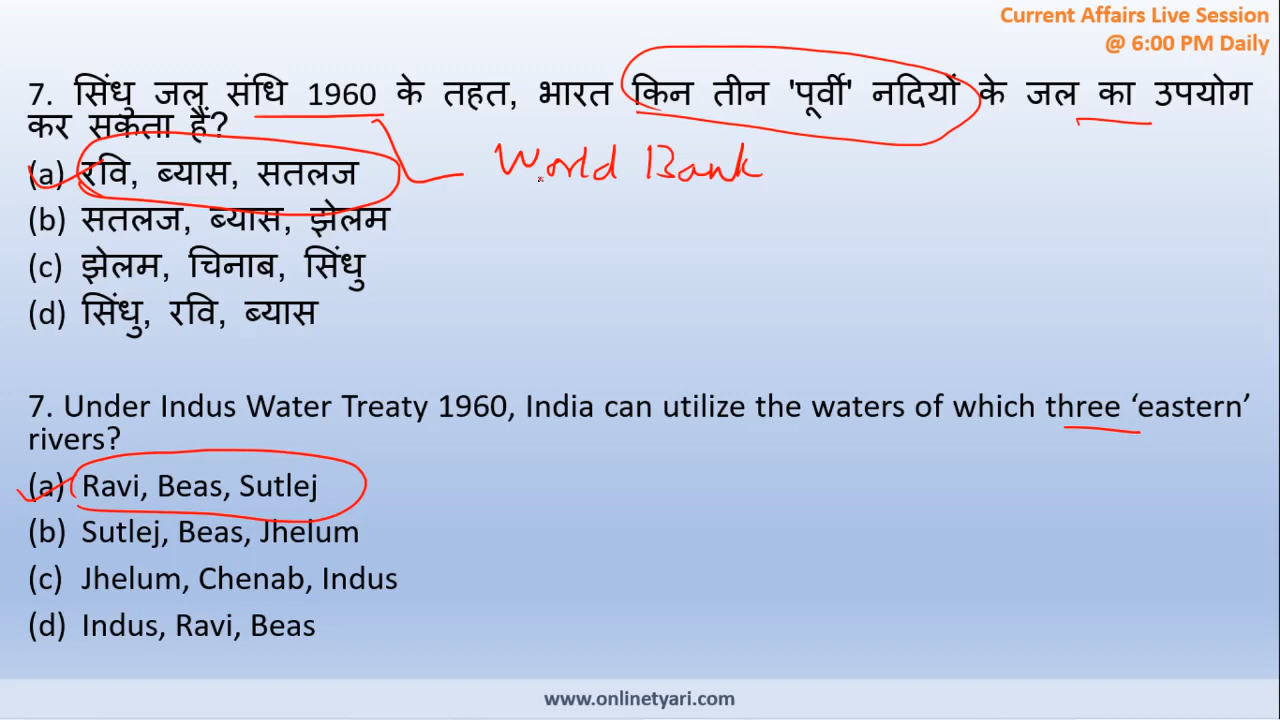 Current Affairs Live Session
@ 6:00 PM Daily
7. सिंधु जल संधि 1960 के तहत, भारत किन तीन 'पूर्वी' नदियों के जल का उपयोग
कर सकता हैं?
World Bank
(a) रवि, ब्यास, सतलज
(b) सतलज, ब्यास, झेलम
(c) झेलम, चिनाब, सिंधु
(d) सिंधु, रवि, ब्यास
7. Under Indus Water Treaty 1960, India can utilize the waters of which three ‘eastern’
rivers?
(a) Ravi, Beas, Sutlej
(b) Sutlej, Beas, Jhelum
(c) Jhelum, Chenab, Indus
(d) Indus, Ravi, Beas
www.onlinetyari.com